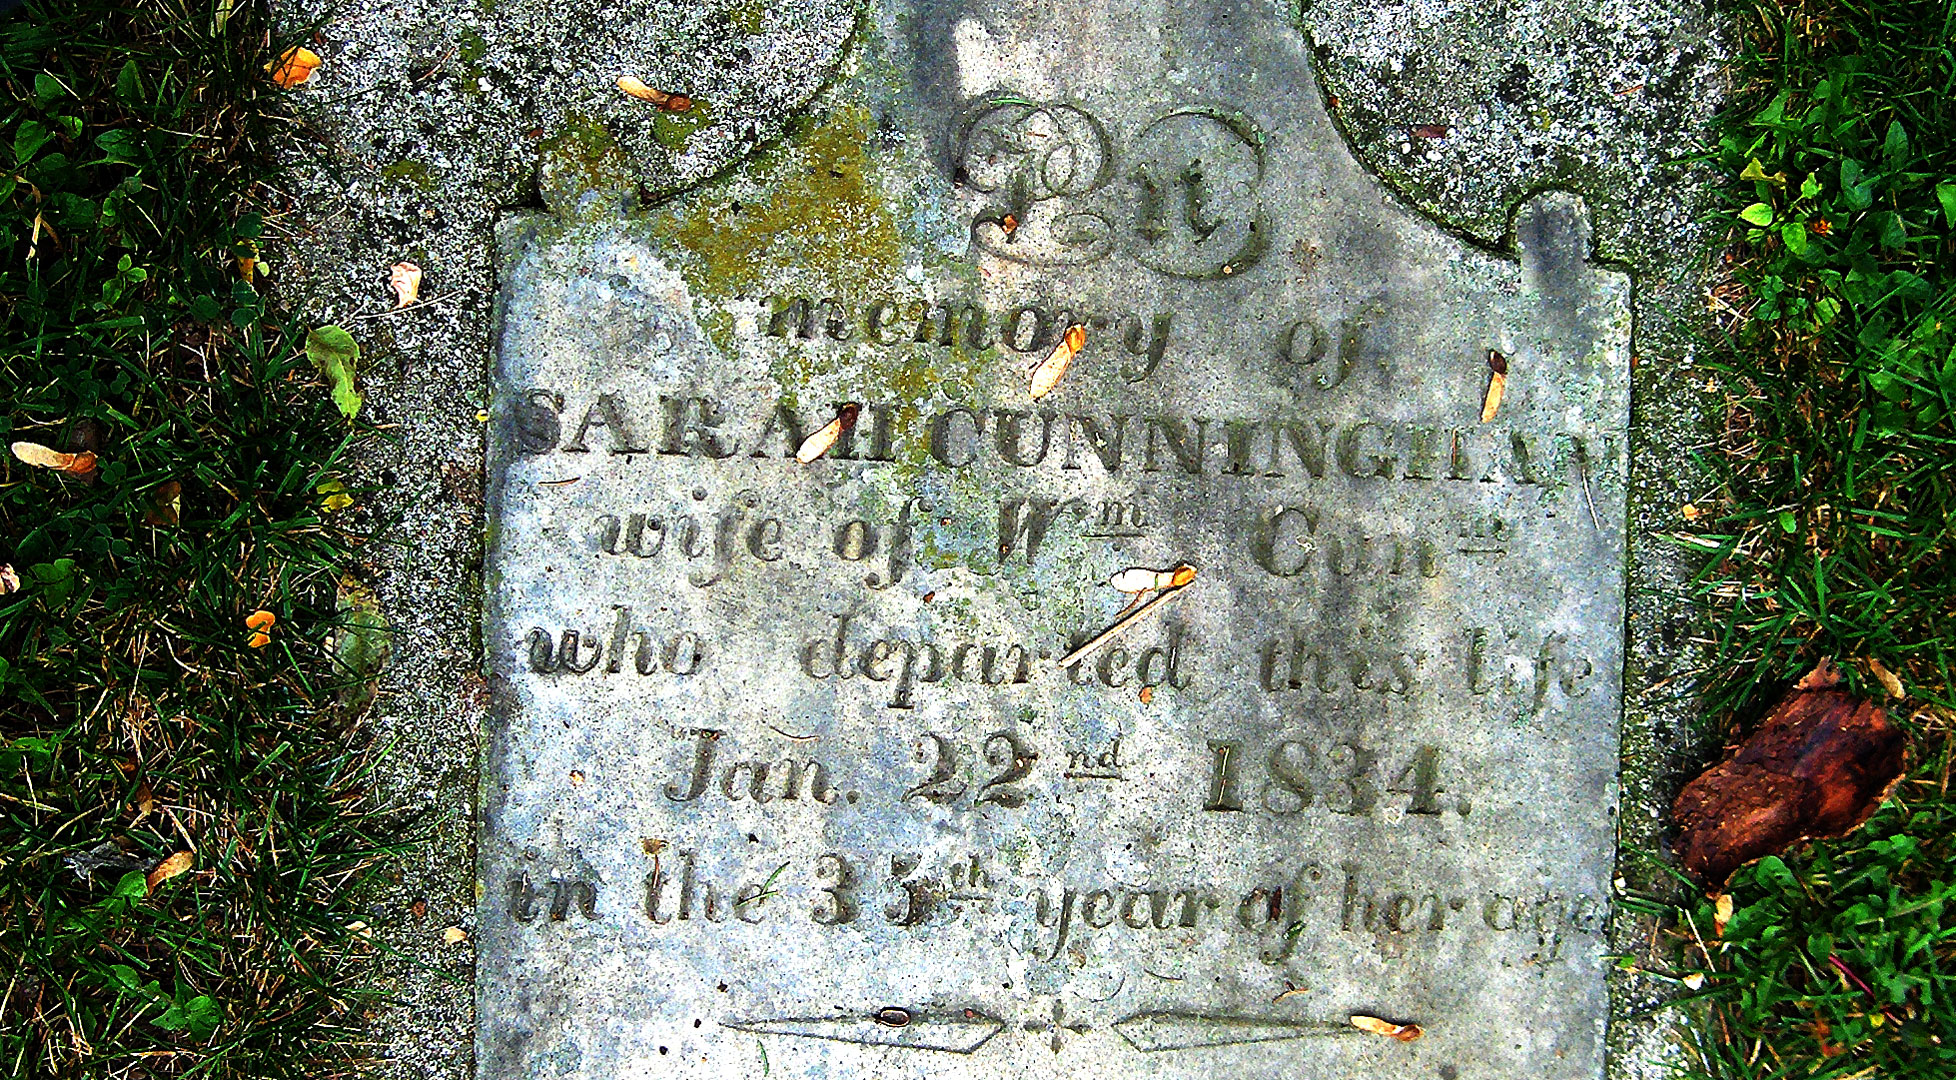 In
memory of
SARAH CUNNINGHAM
wife of Wm Cunm
who departed this life
Jan. 22nd 1834.
in the 35th year of her age